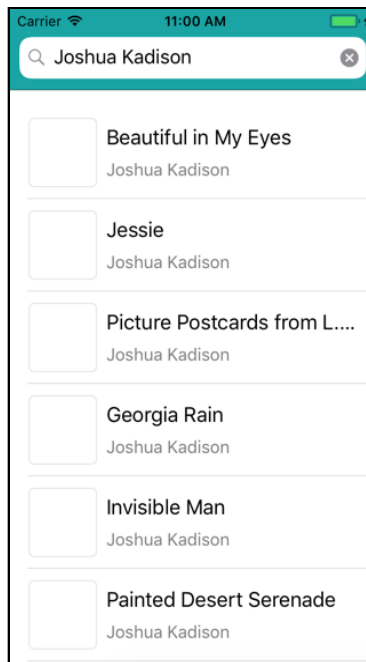 Carrier 11:00 AM
Joshua Kadison
Beautiful in My Eyes
Joshua Kadison
Jessie
Joshua Kadison
Picture Postcards from L....
Joshua Kadison
Georgia Rain
Joshua Kadison
Invisible Man
Joshua Kadison
Painted Desert Serenade
Joshua Kadison